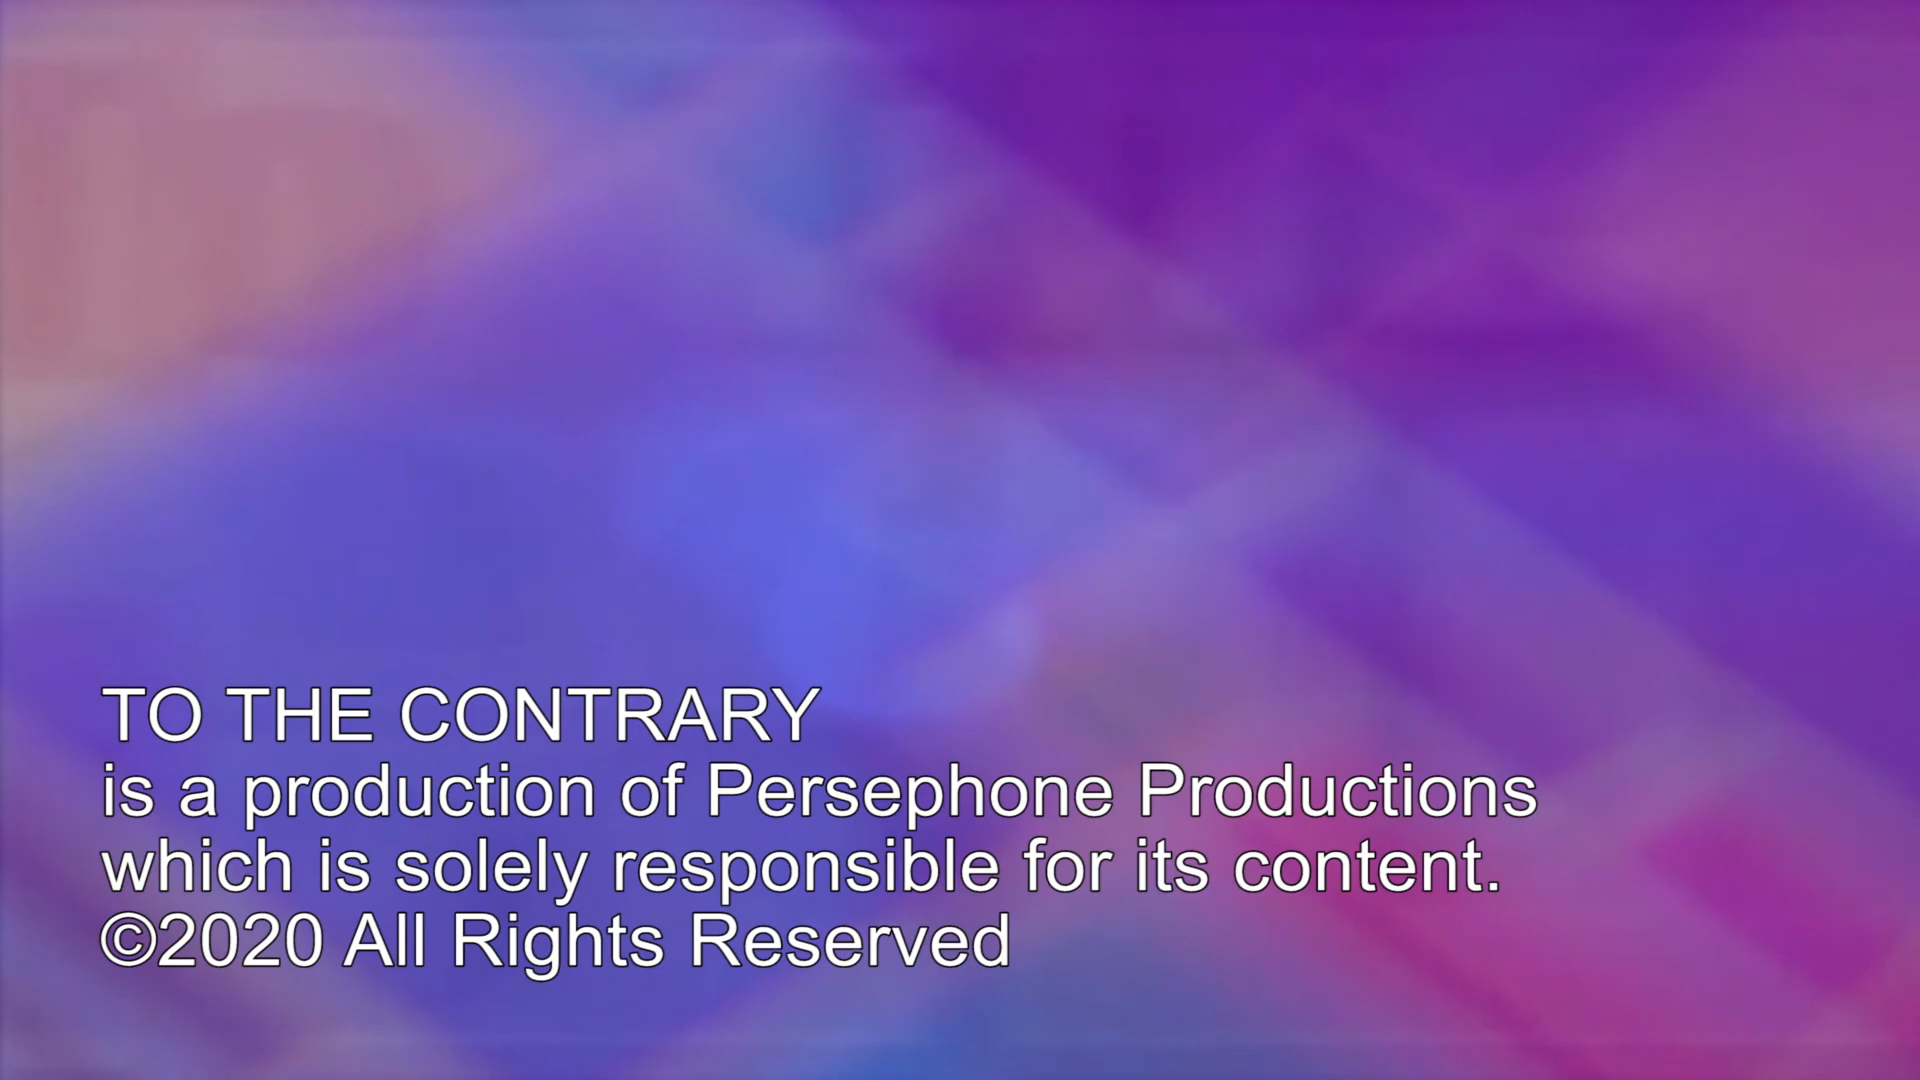 TO THE CONTRARY
is a production of Persephone Productions
which is solely responsible for its content.
©2020 All Rights Reserved